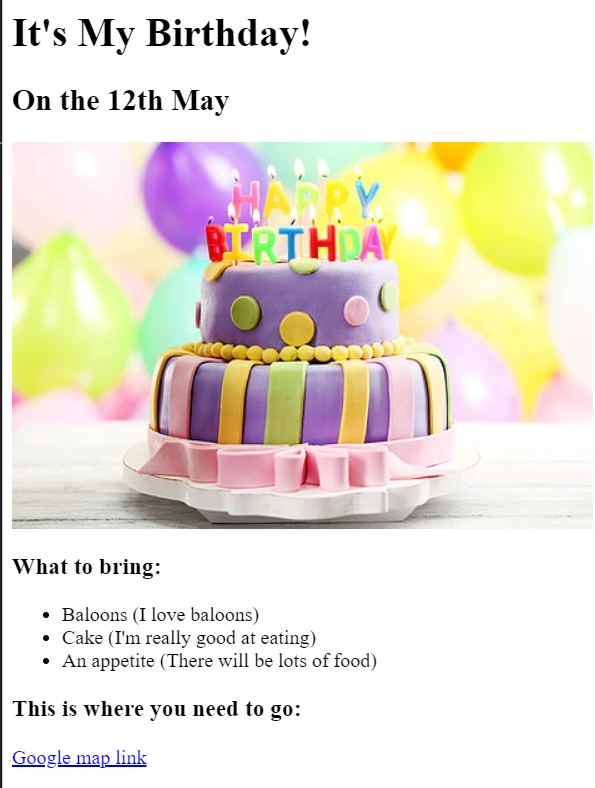 It's My Birthday!
On the 12th May
HAPPY
BIRTHDAY
What to bring:
Baloons (I love baloons)
Cake (I'm really good at eating)
An appetite (There will be lots of food)
This is where you need to go:
Google map link